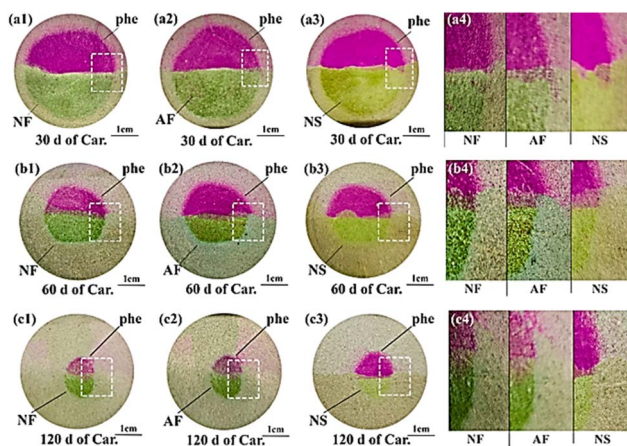 (a1) phe
NF
30 d of Car. 1cm
(a2) phe
AF
30 d of Car. 1cm
(a3) phe
NS
30 d of Car. 1cm
(a4)
NF AF NS
(b1) phe
NF
60 d of Car. 1cm
(b2) phe
AF
60 d of Car. 1cm
(b3) phe
NS
60 d of Car. 1cm
(b4)
NF AF NS
(c1) phe
NF
120 d of Car. 1cm
(c2) phe
AF
120 d of Car. 1cm
(c3) phe
NS
120 d of Car. 1cm
(c4)
NF AF NS